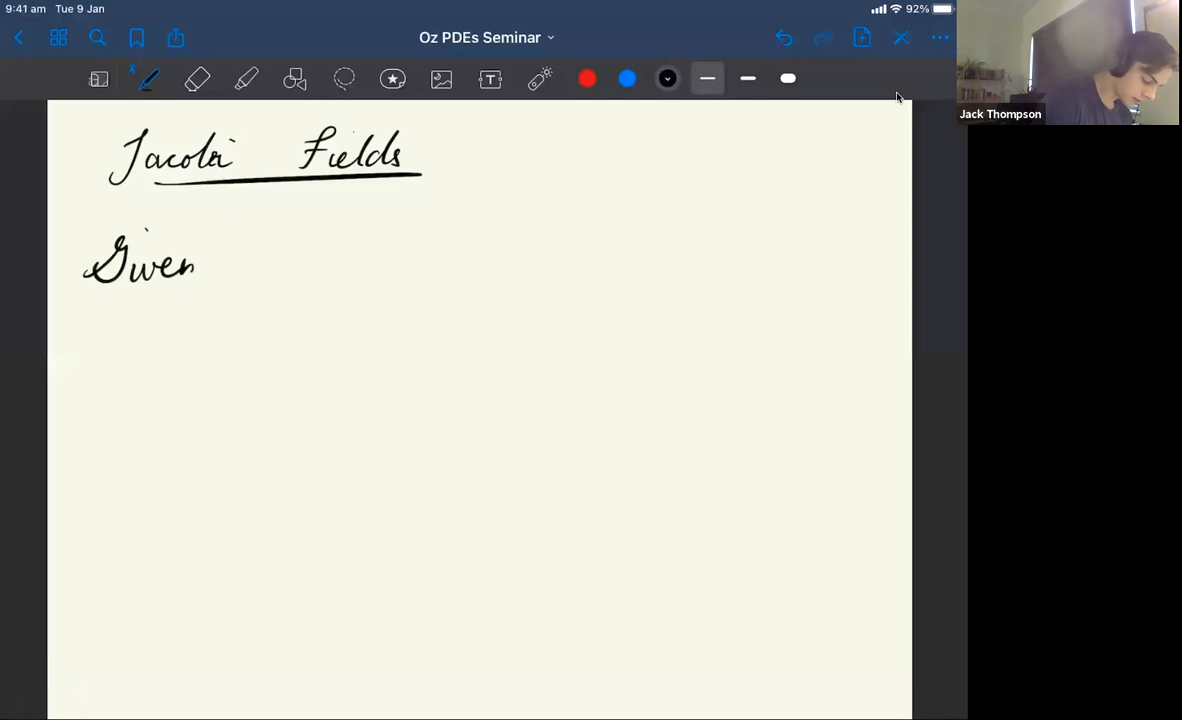 9:41 am Tue 9 Jan
92%
Oz PDEs Seminar
T
Jack Thompson
Jacobi Fields
Given